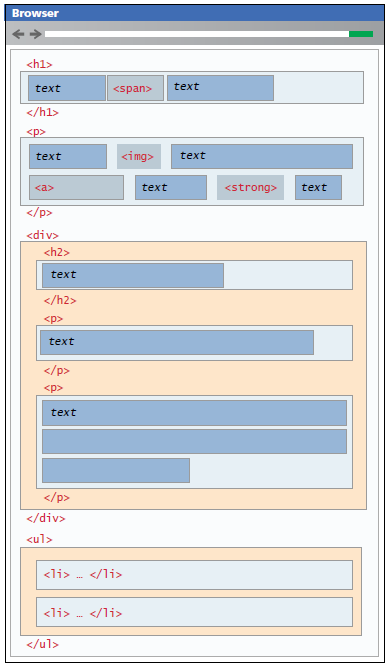 Browser
<h1>
text <span> text
</h1>
<p>
text <img> text
<a> text <strong> text
</p>
<div>
<h2>
text
</h2>
<p>
text
</p>
<p>
text
</p>
</div>
<ul>
<li> … </li>
<li> … </li>
</ul>